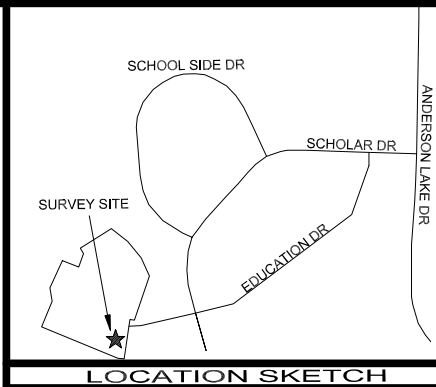 SCHOOL SIDE DR
SCHOLAR DR
ANDERSON LAKE DR
SURVEY SITE
EDUCATION DR
LOCATION SKETCH